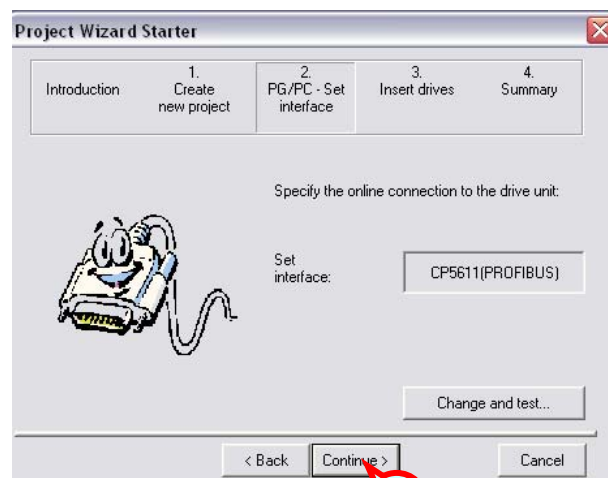 Project Wizard Starter
Introduction
1.
Create
new project
2.
PG/PC - Set
interface
3.
Insert drives
4.
Summary
Specify the online connection to the drive unit:
Set
interface:
CP5611(PROFIBUS)
Change and test...
< Back
Continue >
Cancel